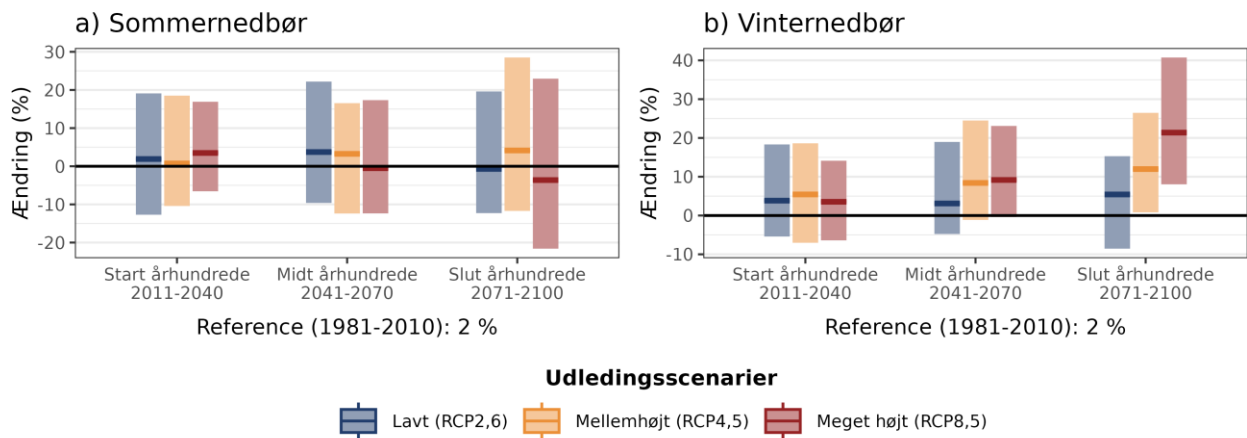 a) Sommernedbør
b) Vinternedbør
Ændring (%)
30
20
10
0
-10
-20
Start århundrede
2011-2040
Midt århundrede
2041-2070
Slut århundrede
2071-2100
Reference (1981-2010): 2 %
Ændring (%)
40
30
20
10
0
-10
Start århundrede
2011-2040
Midt århundrede
2041-2070
Slut århundrede
2071-2100
Reference (1981-2010): 2 %
Udledingsscenarier
Lavt (RCP2,6)
Mellemhøjt (RCP4,5)
Meget højt (RCP8,5)